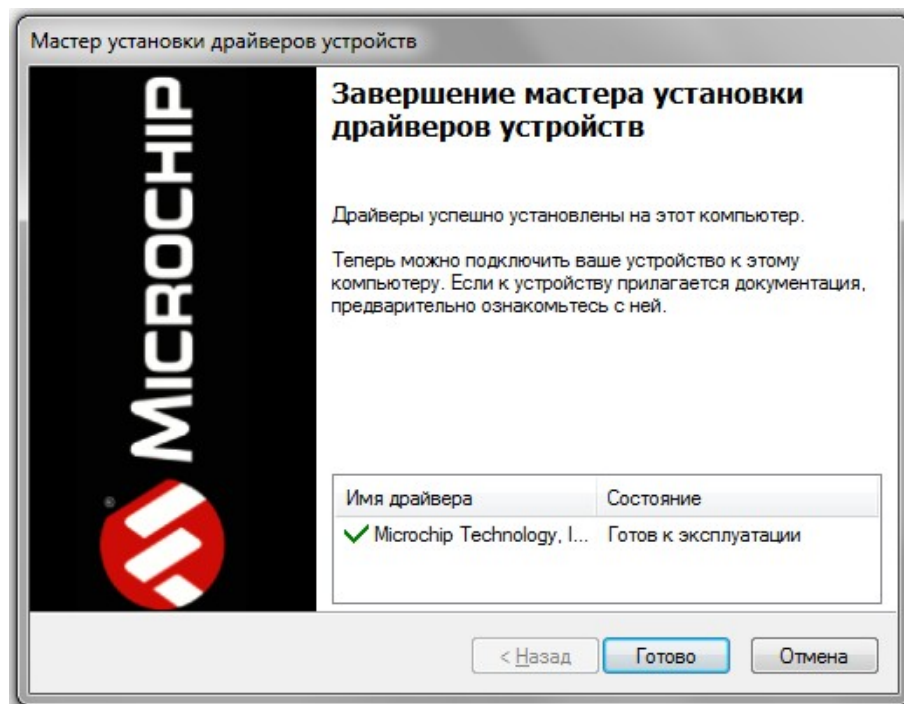 Мастер установки драйверов устройств
MICROCHIP
Завершение мастера установки
драйверов устройств
Драйверы успешно установлены на этот компьютер.
Теперь можно подключить ваше устройство к этому
компьютеру. Если к устройству прилагается документация,
предварительно ознакомьтесь с ней.
Имя драйвера Состояние
Microchip Technology, I... Готов к эксплуатации
< Назад Готово Отмена